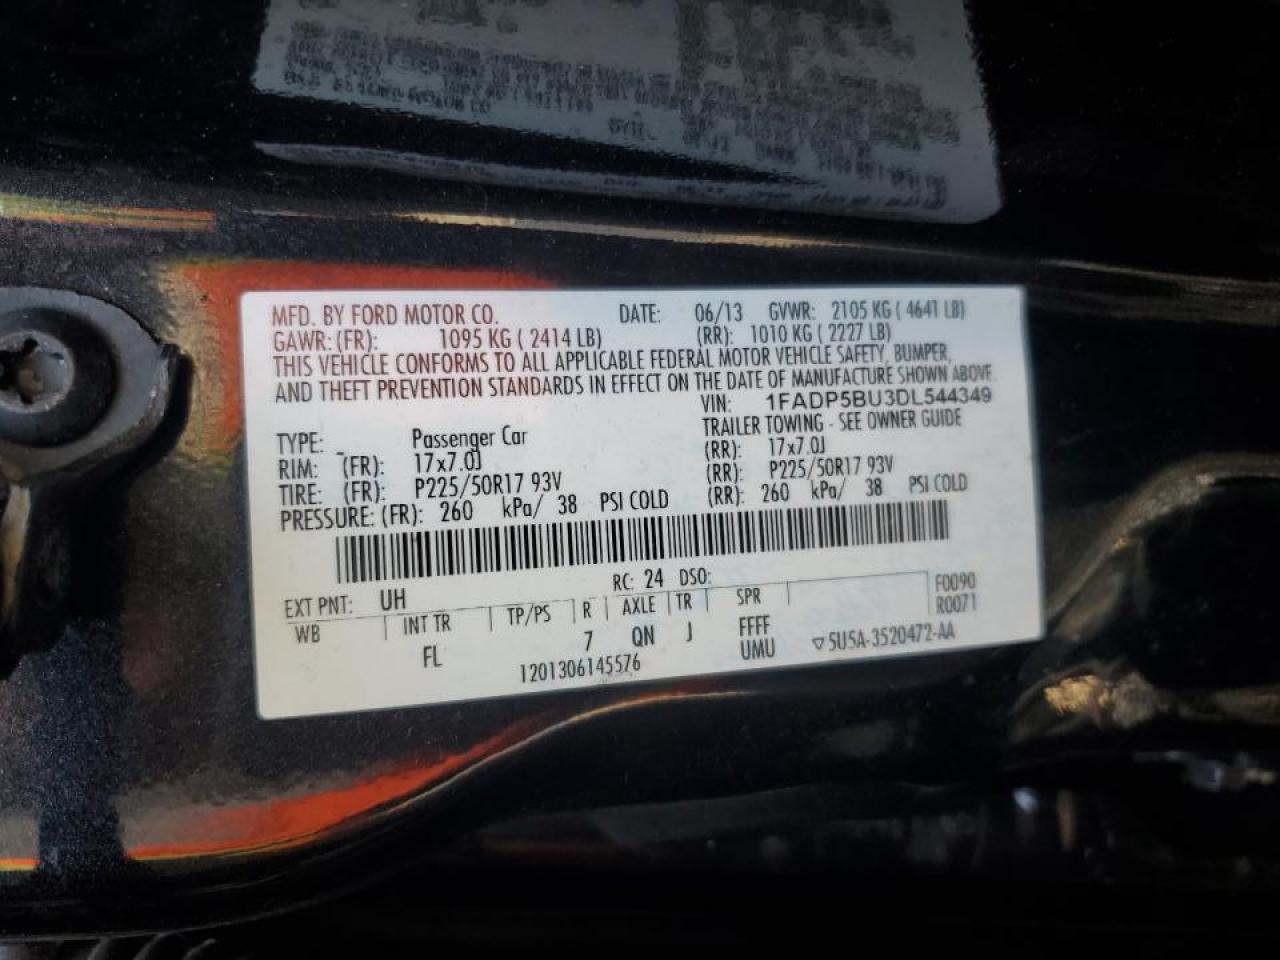 MFD. BY FORD MOTOR CO. DATE: 06/13 GVWR: 2105 KG ( 4641 LB)
GAWR: (FR): 1095 KG ( 2414 LB) (RR): 1010 KG ( 2227 LB)
THIS VEHICLE CONFORMS TO ALL APPLICABLE FEDERAL MOTOR VEHICLE SAFETY, BUMPER,
AND THEFT PREVENTION STANDARDS IN EFFECT ON THE DATE OF MANUFACTURE SHOWN ABOVE.
VIN: 1FADP5BU3DL544349
TYPE: Passenger Car TRAILER TOWING - SEE OWNER GUIDE
RIM: (FR): 17x7.0J (RR): 17x7.0J
TIRE: (FR): P225/50R17 93V (RR): P225/50R17 93V
PRESSURE: (FR): 260 kPa/ 38 PSI COLD (RR): 260 kPa/ 38 PSI COLD
EXT PNT: UH RC: 24 DSO: F0090
WB INT TR TP/PS R AXLE TR SPR R0071
FL 7 QN J FFFF
1201306145576 UMU ▽5U5A-3520472-AA